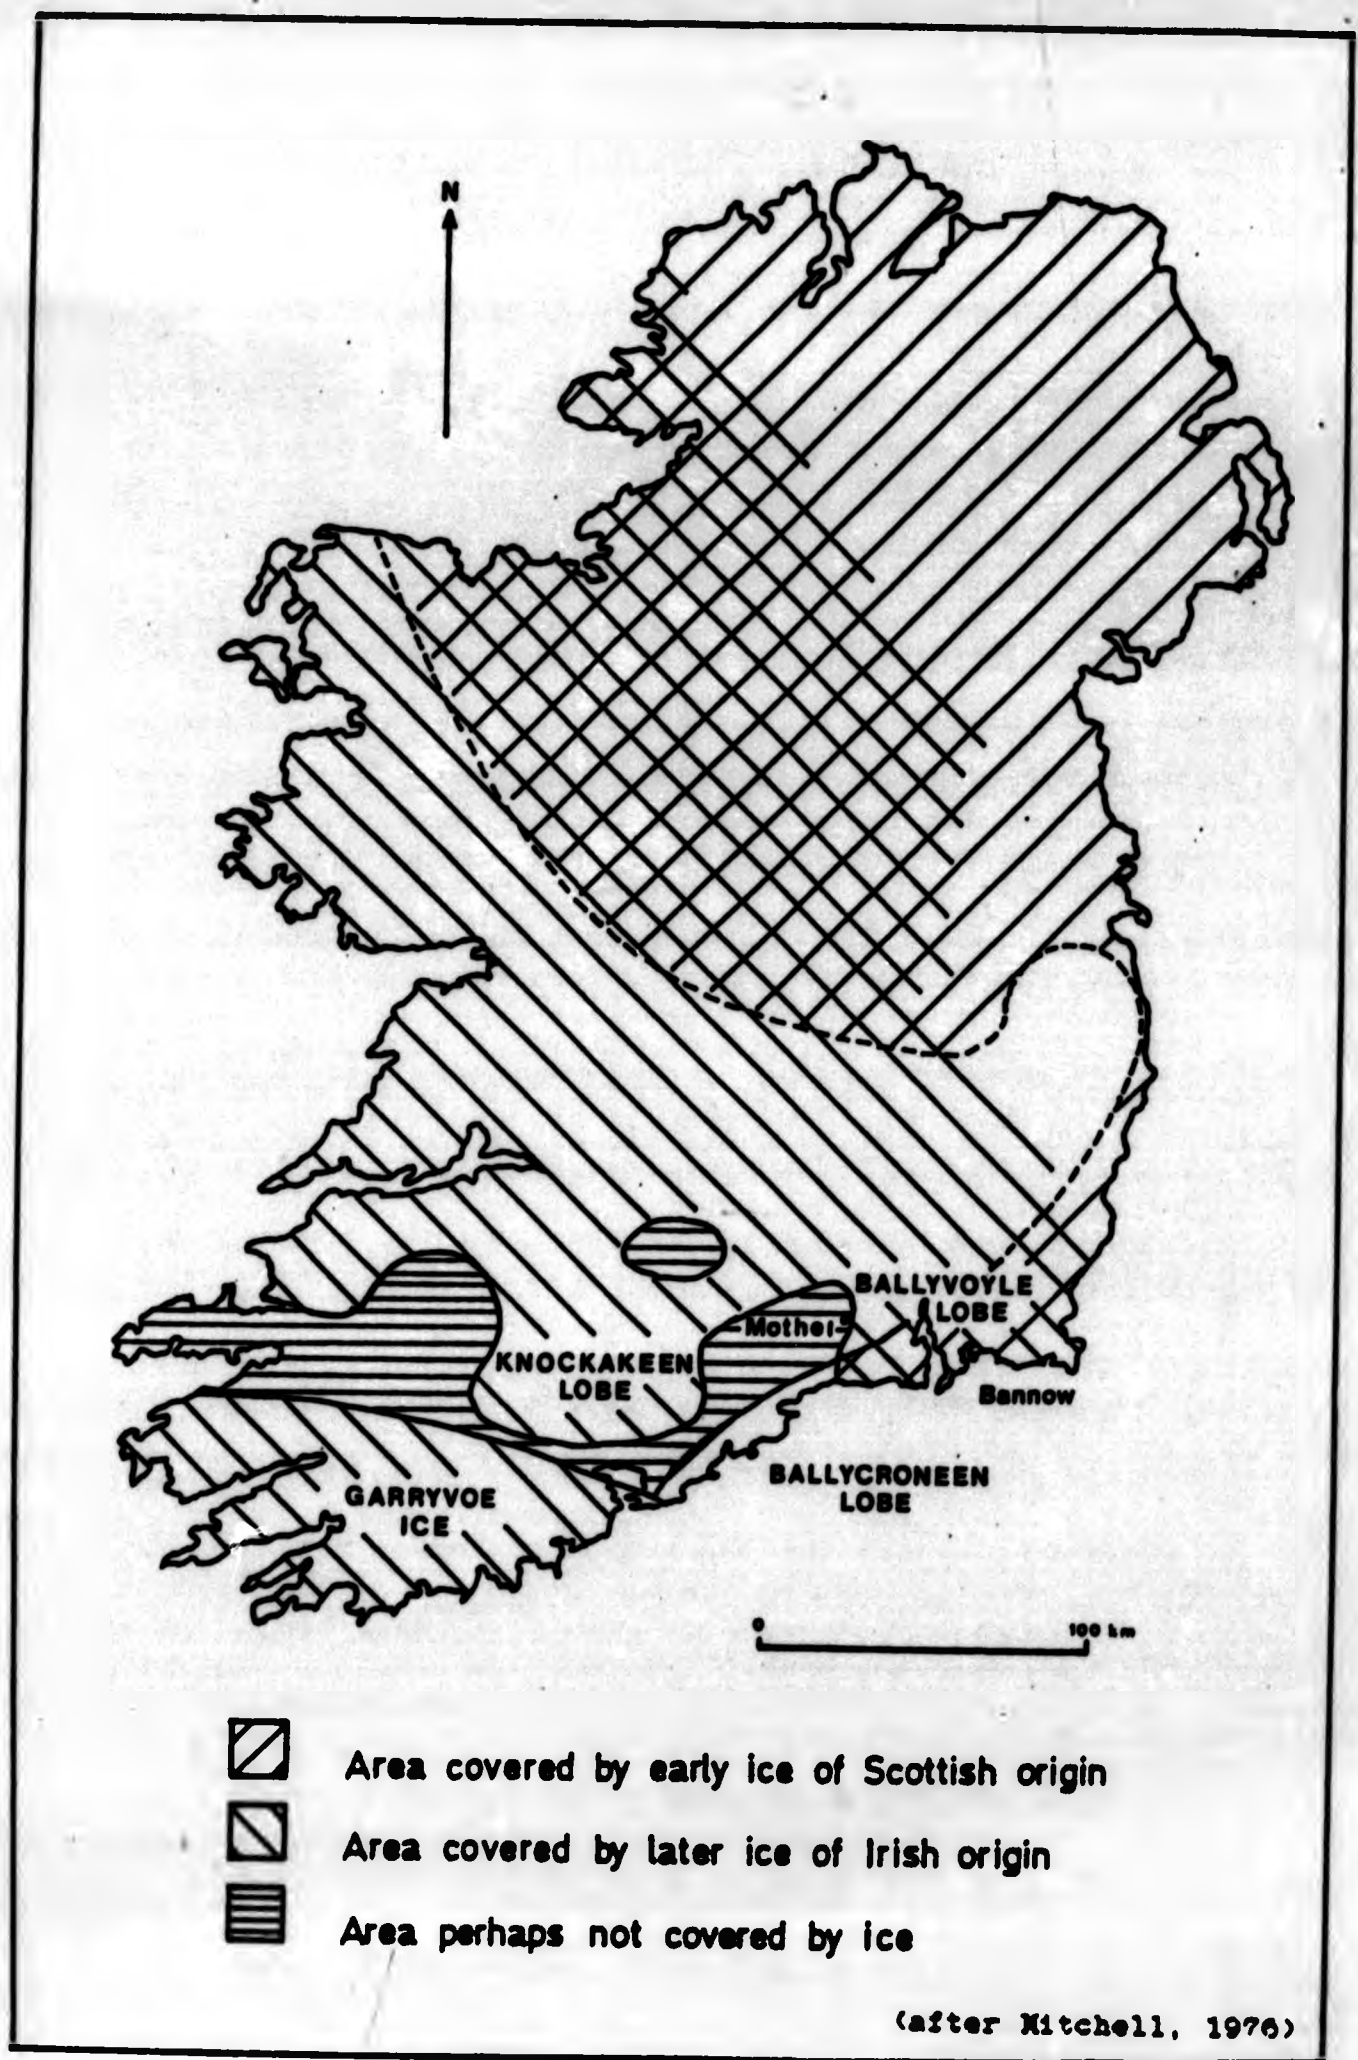 N
BALLYVOYLE
LOBE
Mothel
KNOCKAKEEN
LOBE
Bannow
BALLYCRONEEN
LOBE
GARRYVOE
ICE
0 100 km
Area covered by early ice of Scottish origin
Area covered by later ice of Irish origin
Area perhaps not covered by ice
(after Mitchell, 1976)